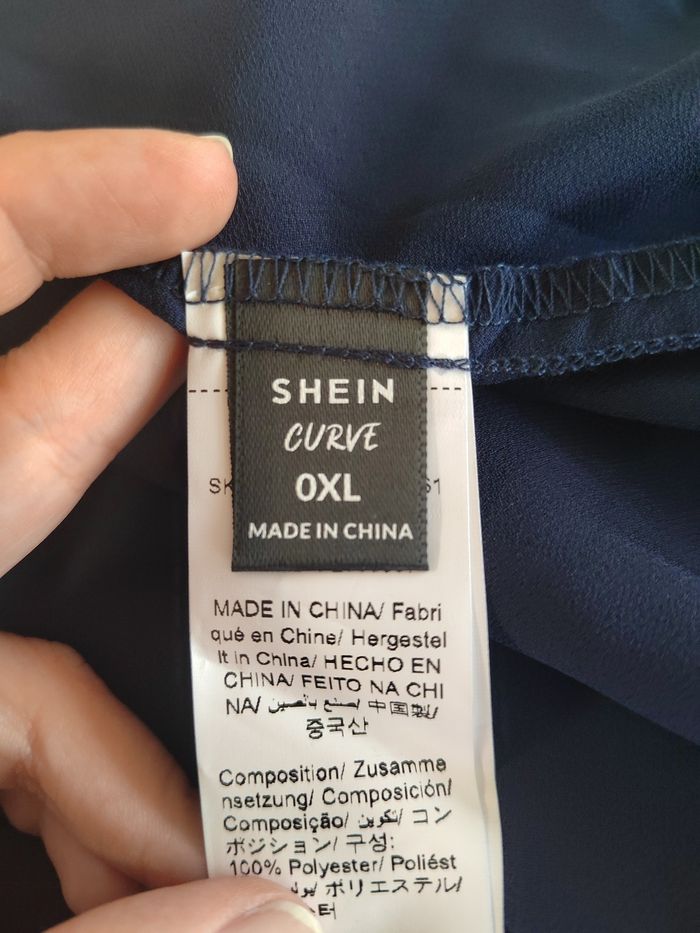 SHEIN
CURVE
0XL
MADE IN CHINA
MADE IN CHINA/ Fabri
qué en Chine/ Hergestel
lt in China/ HECHO EN
CHINA/ FEITO NA CHI
NA/ صنع بالصين/ 中国製/
중국산
Composition/ Zusamme
nsetzung/ Composición/
Composição/ تكوين/ コン
ポジション/ 구성:
100% Polyester/ Poliést
ポリエステル/